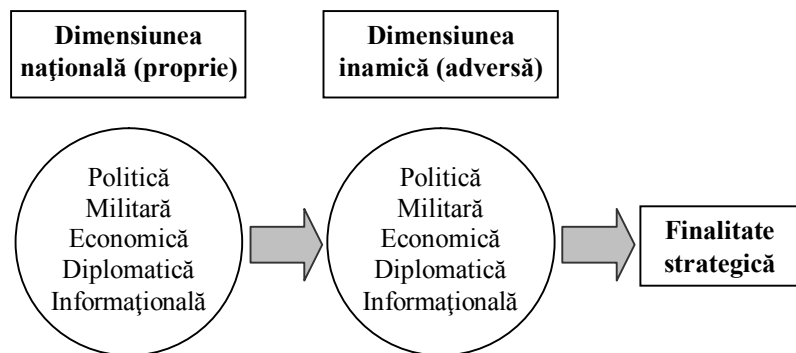 Dimensiunea
naţională (proprie)
Dimensiunea
inamică (adversă)
Politică
Militară
Economică
Diplomatică
Informaţională
Politică
Militară
Economică
Diplomatică
Informaţională
Finalitate
strategică